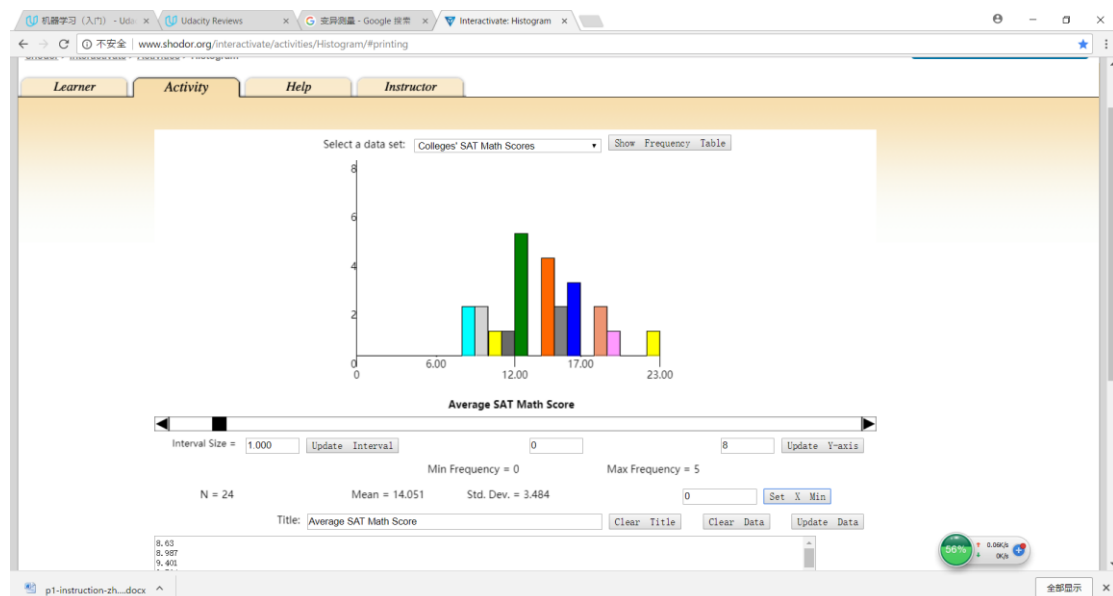 机器学习（入门） - Udac
Udacity Reviews
变异测量 - Google 搜索
Interactivate: Histogram
不安全 www.shodor.org/interactivate/activities/Histogram/#printing
Learner Activity Help Instructor
Select a data set: Colleges' SAT Math Scores Show Frequency Table
8
6
4
2
0
0 6.00 12.00 17.00 23.00
Average SAT Math Score
Interval Size = 1.000 Update Interval 0 8 Update Y-axis
Min Frequency = 0 Max Frequency = 5
N = 24 Mean = 14.051 Std. Dev. = 3.484 0 Set X Min
Title: Average SAT Math Score Clear Title Clear Data Update Data
8.63
8.987
9.401
56% 0.06K/s
0K/s
p1-instruction-zh....docx 全部显示